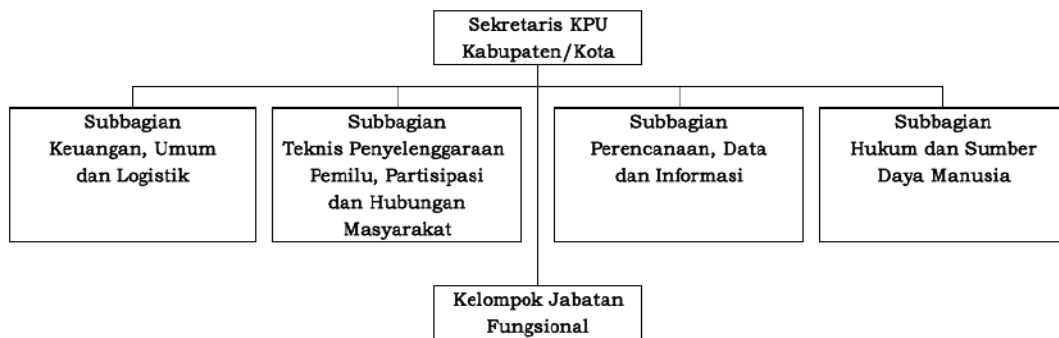 Sekretaris KPU
Kabupaten/Kota
Subbagian
Keuangan, Umum
dan Logistik
Subbagian
Teknis Penyelenggaraan
Pemilu, Partisipasi
dan Hubungan
Masyarakat
Subbagian
Perencanaan, Data
dan Informasi
Subbagian
Hukum dan Sumber
Daya Manusia
Kelompok Jabatan
Fungsional